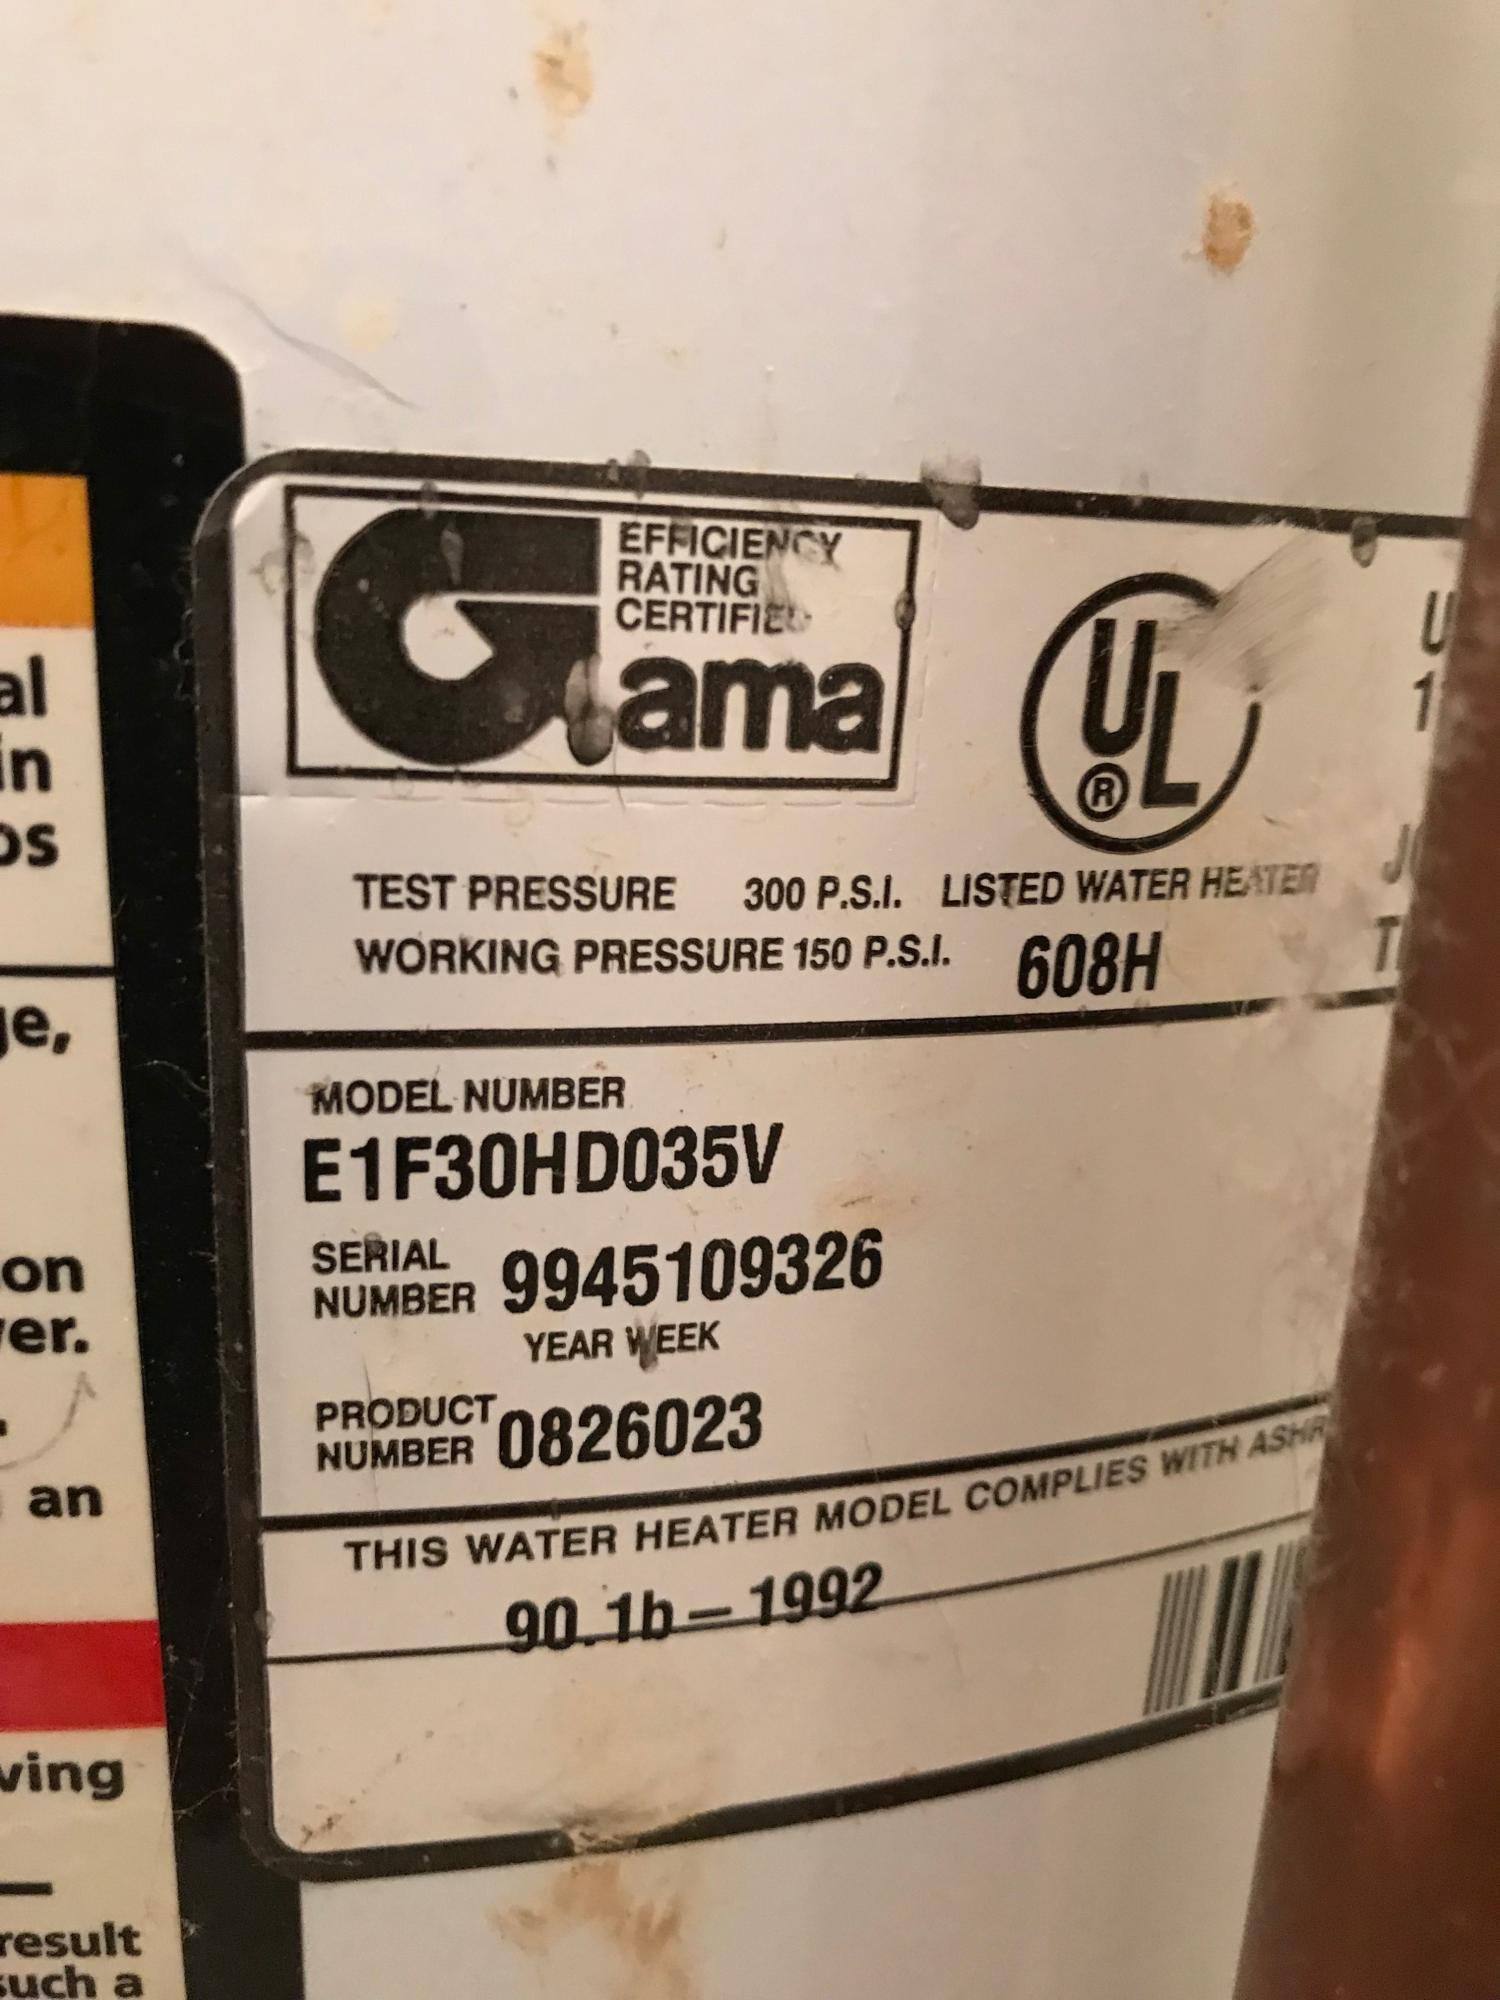 EFFICIENCY
RATING
CERTIFIED
Gama
UL
®
TEST PRESSURE 300 P.S.I. LISTED WATER HEATER
WORKING PRESSURE 150 P.S.I. 608H
MODEL NUMBER
E1F30HD035V
SERIAL
NUMBER 9945109326
YEAR WEEK
PRODUCT
NUMBER 0826023
THIS WATER HEATER MODEL COMPLIES WITH ASHR
90.1b – 1992
al
in
os
ge,
on
ver.
an
ving
result
such a